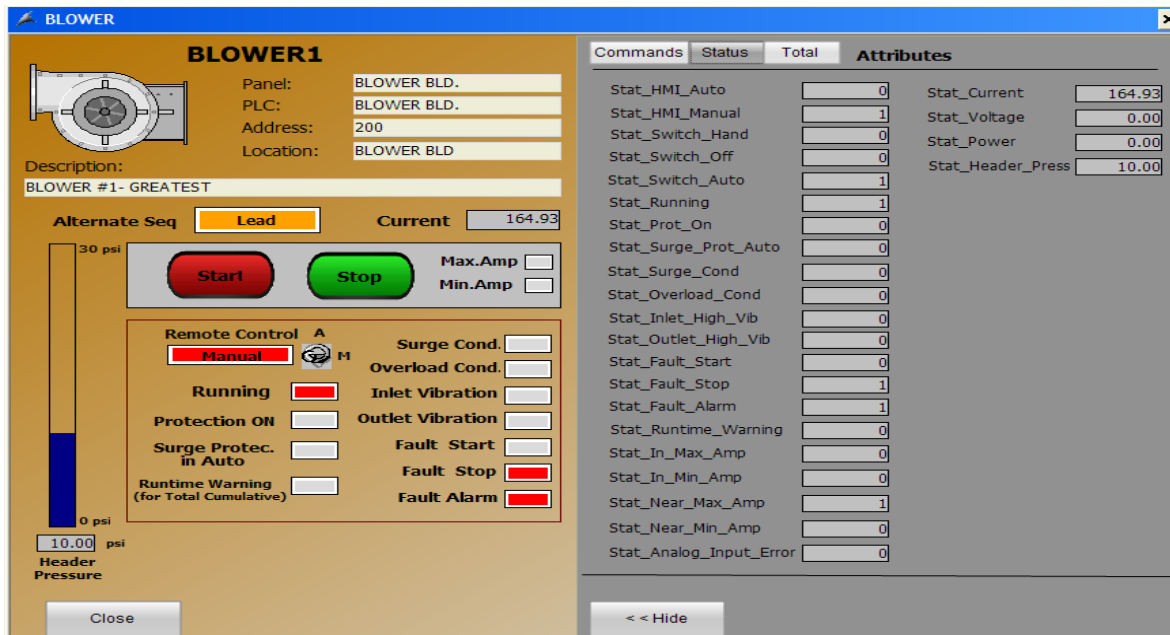 BLOWER
BLOWER1
Panel: BLOWER BLD.
PLC: BLOWER BLD.
Address: 200
Location: BLOWER BLD
Description:
BLOWER #1- GREATEST
Alternate Seq Lead Current 164.93
30 psi
Start Stop
Max.Amp
Min.Amp
Remote Control A
Manual M
Running
Protection ON
Surge Protec.
in Auto
Runtime Warning
(for Total Cumulative)
Surge Cond.
Overload Cond.
Inlet Vibration
Outlet Vibration
Fault Start
Fault Stop
Fault Alarm
0 psi
10.00 psi
Header
Pressure
Close
Commands Status Total Attributes
Stat_HMI_Auto 0
Stat_HMI_Manual 1
Stat_Switch_Hand 0
Stat_Switch_Off 0
Stat_Switch_Auto 1
Stat_Running 1
Stat_Prot_On 0
Stat_Surge_Prot_Auto 0
Stat_Surge_Cond 0
Stat_Overload_Cond 0
Stat_Inlet_High_Vib 0
Stat_Outlet_High_Vib 0
Stat_Fault_Start 0
Stat_Fault_Stop 1
Stat_Fault_Alarm 1
Stat_Runtime_Warning 0
Stat_In_Max_Amp 0
Stat_In_Min_Amp 0
Stat_Near_Max_Amp 1
Stat_Near_Min_Amp 0
Stat_Analog_Input_Error 0
Stat_Current 164.93
Stat_Voltage 0.00
Stat_Power 0.00
Stat_Header_Press 10.00
< < Hide